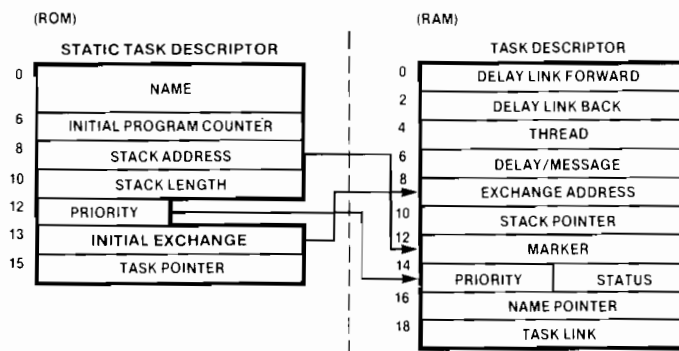 (ROM)
STATIC TASK DESCRIPTOR
0
NAME
6
INITIAL PROGRAM COUNTER
8
STACK ADDRESS
10
STACK LENGTH
12
PRIORITY
13
INITIAL EXCHANGE
15
TASK POINTER
(RAM)
TASK DESCRIPTOR
0
DELAY LINK FORWARD
2
DELAY LINK BACK
4
THREAD
6
DELAY/MESSAGE
8
EXCHANGE ADDRESS
10
STACK POINTER
12
MARKER
14
PRIORITY STATUS
16
NAME POINTER
18
TASK LINK